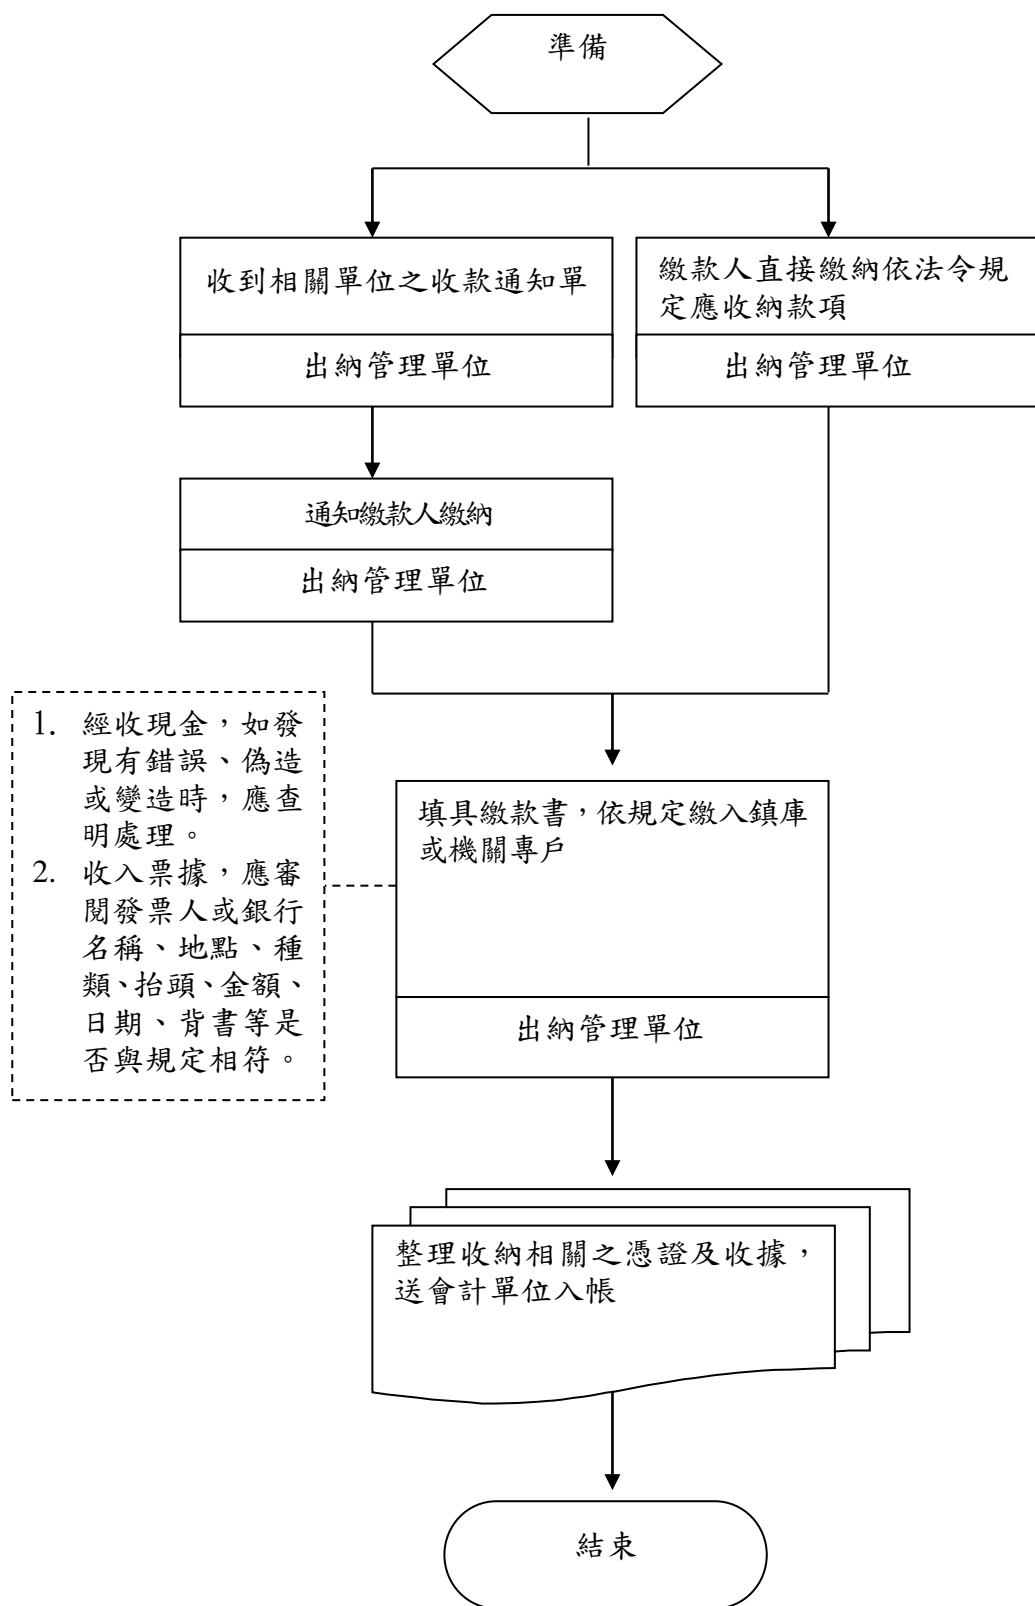 準備
收到相關單位之收款通知單
出納管理單位
繳款人直接繳納依法令規
定應收納款項
出納管理單位
通知繳款人繳納
出納管理單位
1. 經收現金，如發
現有錯誤、偽造
或變造時，應查
明處理。
2. 收入票據，應審
閱發票人或銀行
名稱、地點、種
類、抬頭、金額、
日期、背書等是
否與規定相符。
填具繳款書，依規定繳入鎮庫
或機關專戶
出納管理單位
整理收納相關之憑證及收據，
送會計單位入帳
結束